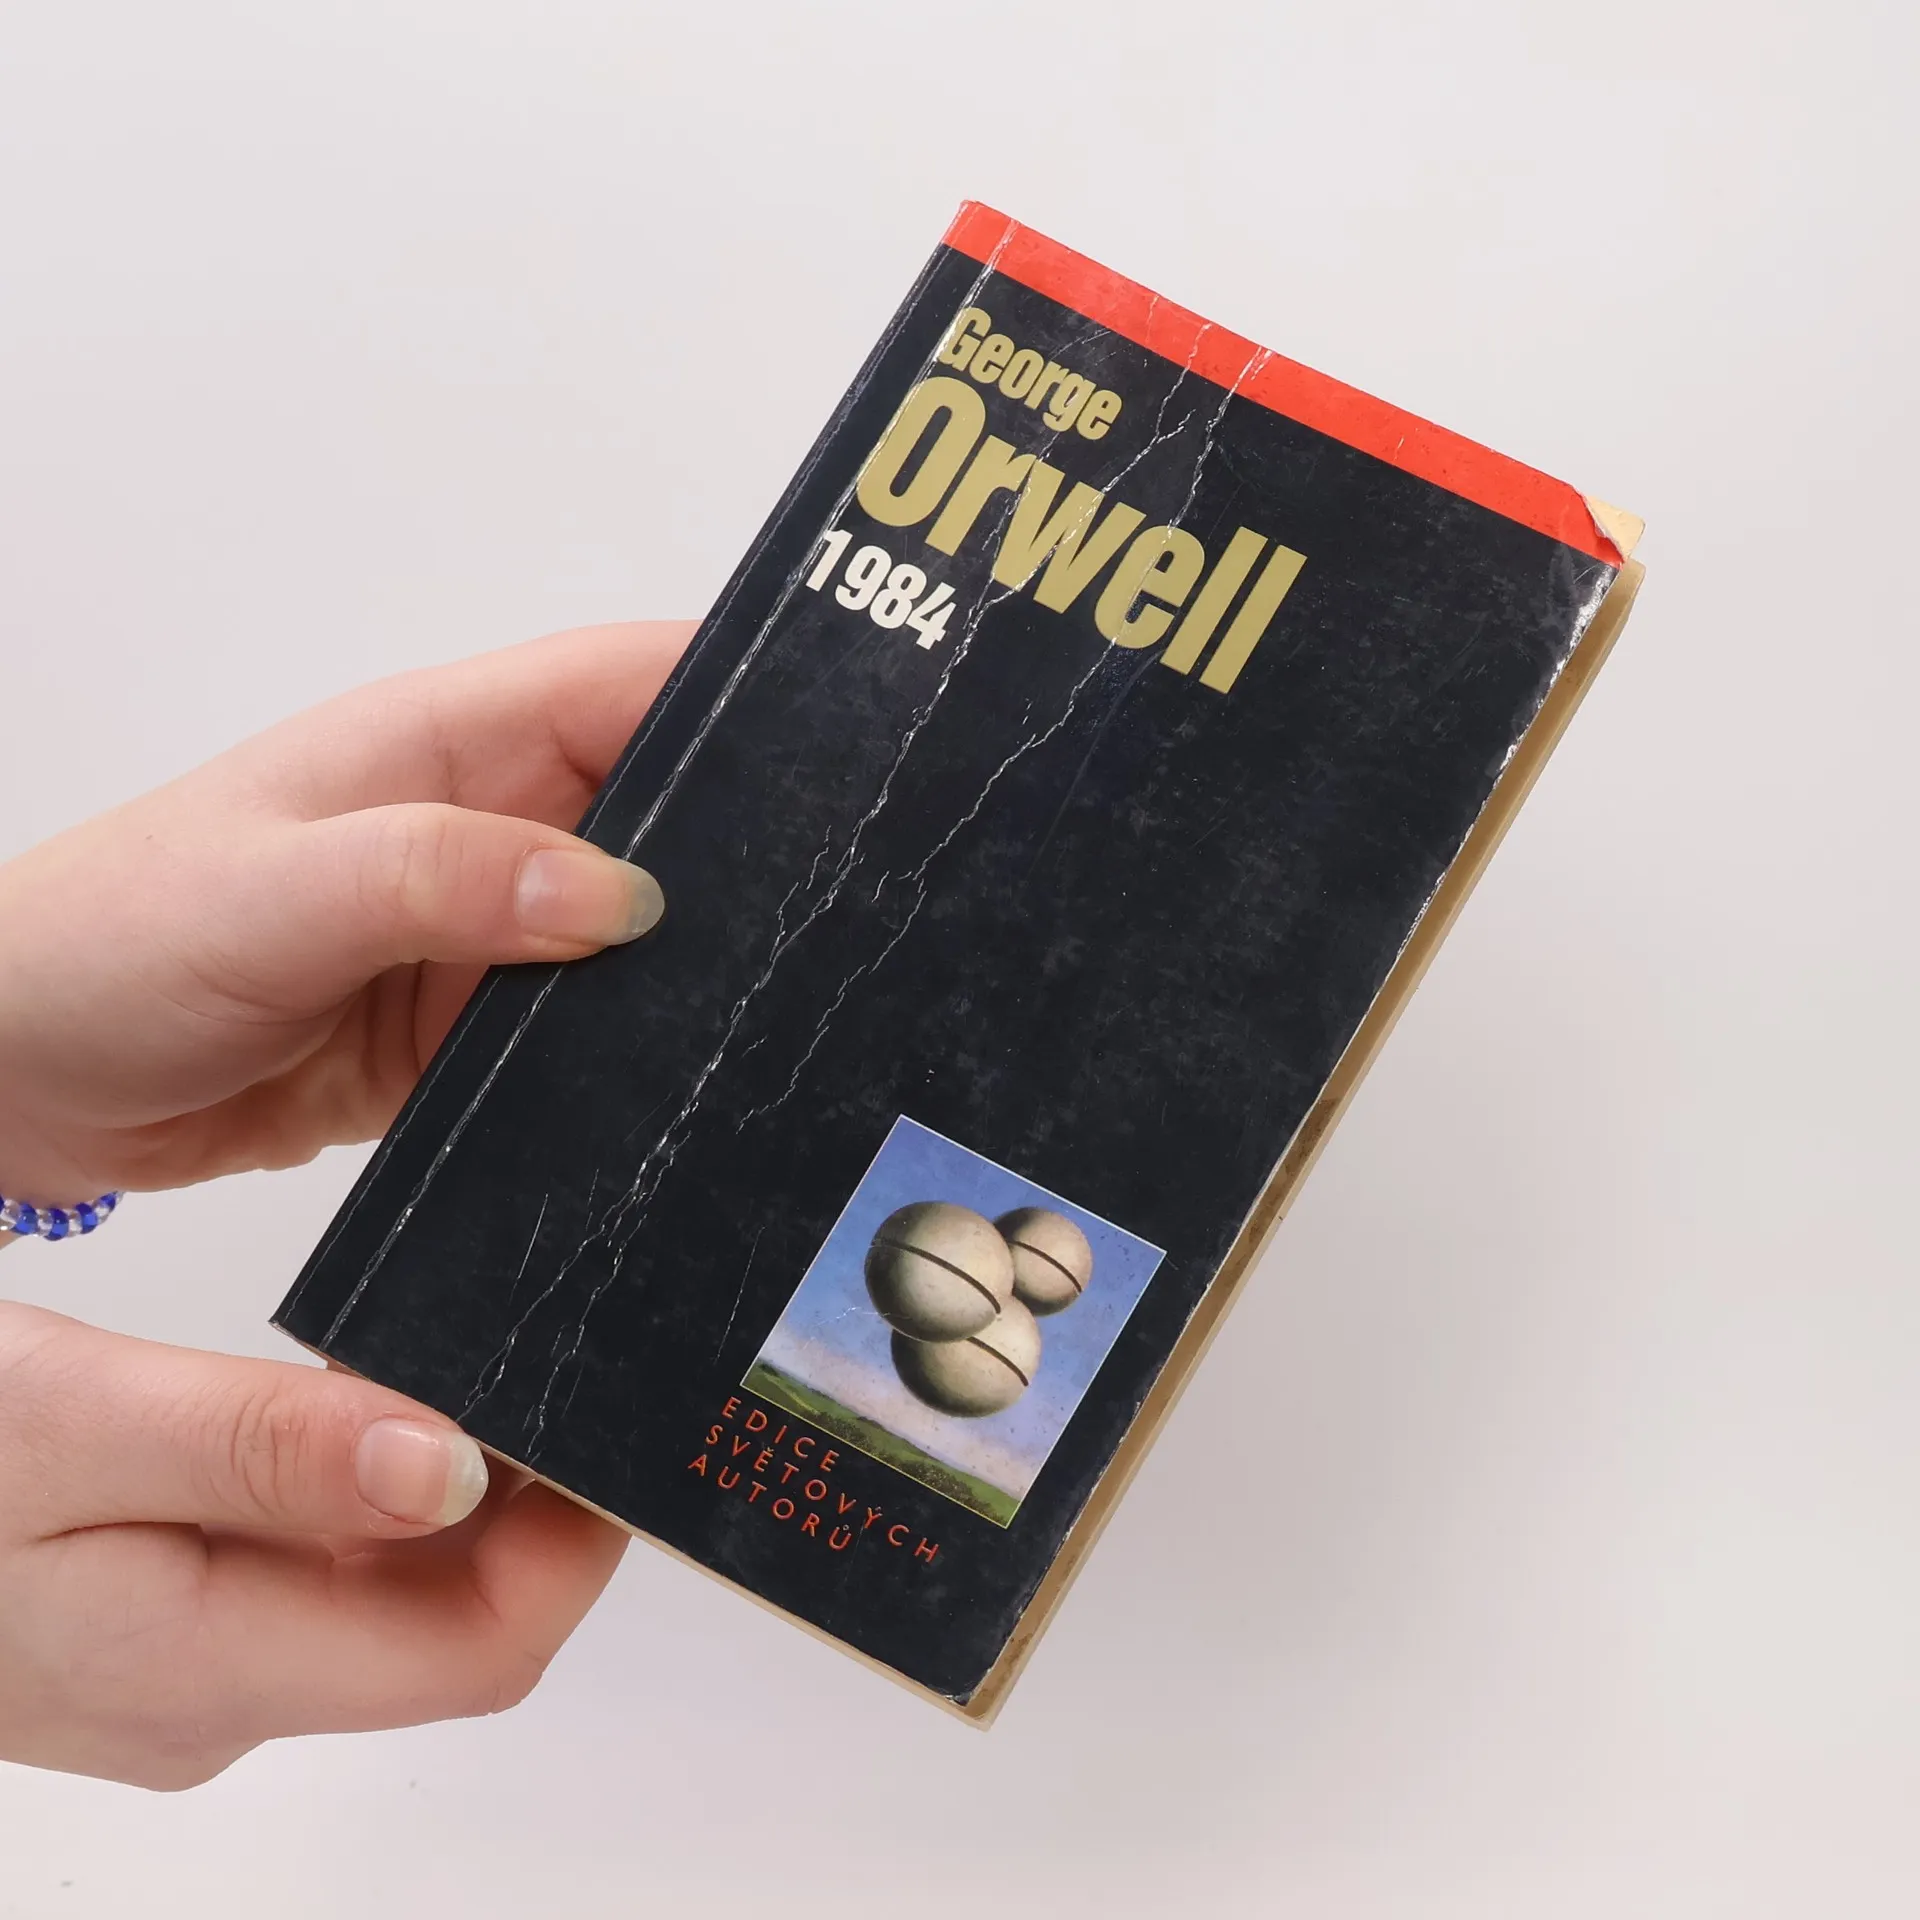 George
Orwell
1984
EDICE
SVĚTOVÝCH
AUTORŮ